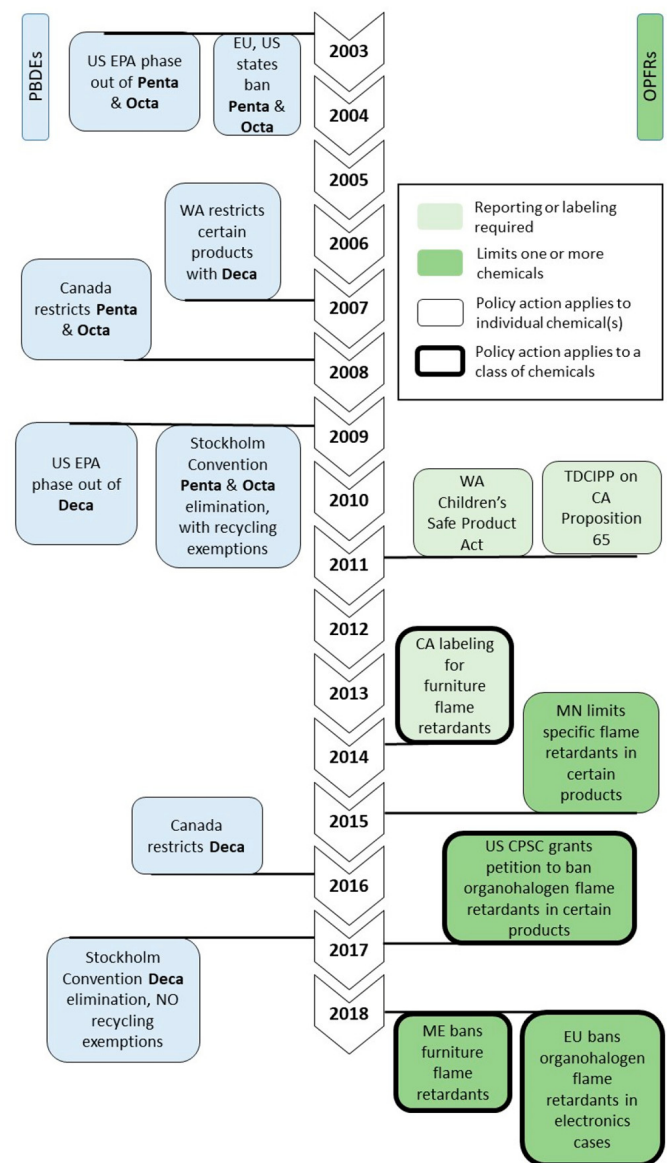 PBDEs
OPFRs
US EPA phase
out of Penta
& Octa
EU, US
states
ban
Penta &
Octa
2003
2004
2005
WA restricts
certain
products
with Deca
2006
Reporting or labeling
required
Limits one or more
chemicals
Policy action applies to
individual chemical(s)
Policy action applies to a
class of chemicals
Canada
restricts Penta
& Octa
2007
2008
2009
US EPA
phase out of
Deca
Stockholm
Convention
Penta & Octa
elimination,
with recycling
exemptions
2010
WA
Children's
Safe Product
Act
TDCIPP on
CA
Proposition
65
2011
2012
CA labeling
for
furniture
flame
retardants
2013
MN limits
specific flame
retardants in
certain
products
2014
2015
Canada
restricts Deca
US CPSC grants
petition to ban
organohalogen flame
retardants in certain
products
2016
2017
Stockholm
Convention Deca
elimination, NO
recycling
exemptions
2018
ME bans
furniture
flame
retardants
EU bans
organohalogen
flame
retardants in
electronics
cases